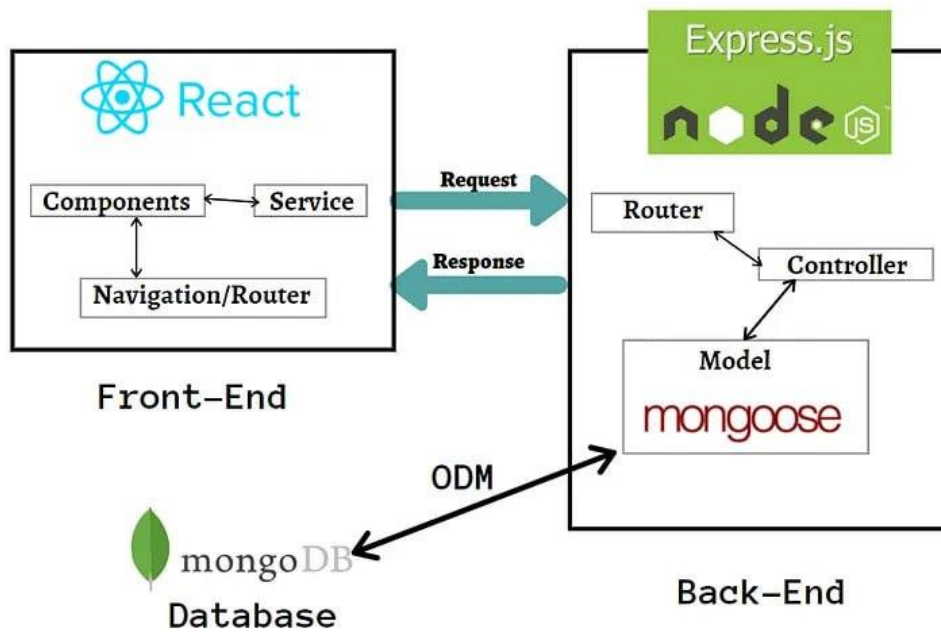 React
Components
Service
Navigation/Router
Front-End
Request
Response
Express.js
node
JS
™
Router
Controller
Model
mongoose
Back-End
ODM
mongoDB
Database